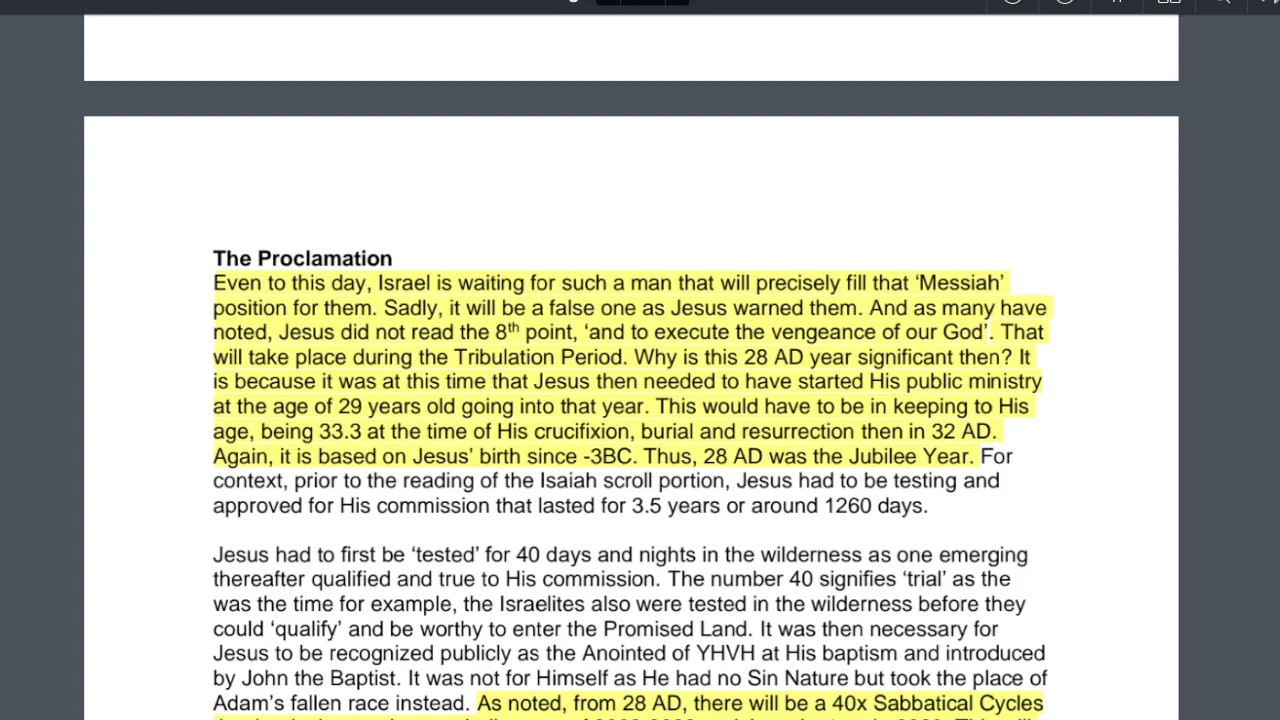 The Proclamation
Even to this day, Israel is waiting for such a man that will precisely fill that ‘Messiah’
position for them. Sadly, it will be a false one as Jesus warned them. And as many have
noted, Jesus did not read the 8th point, ‘and to execute the vengeance of our God’. That
will take place during the Tribulation Period. Why is this 28 AD year significant then? It
is because it was at this time that Jesus then needed to have started His public ministry
at the age of 29 years old going into that year. This would have to be in keeping to His
age, being 33.3 at the time of His crucifixion, burial and resurrection then in 32 AD.
Again, it is based on Jesus’ birth since -3BC. Thus, 28 AD was the Jubilee Year. For
context, prior to the reading of the Isaiah scroll portion, Jesus had to be testing and
approved for His commission that lasted for 3.5 years or around 1260 days.
Jesus had to first be ‘tested’ for 40 days and nights in the wilderness as one emerging
thereafter qualified and true to His commission. The number 40 signifies ‘trial’ as the
was the time for example, the Israelites also were tested in the wilderness before they
could ‘qualify’ and be worthy to enter the Promised Land. It was then necessary for
Jesus to be recognized publicly as the Anointed of YHVH at His baptism and introduced
by John the Baptist. It was not for Himself as He had no Sin Nature but took the place of
Adam’s fallen race instead. As noted, from 28 AD, there will be a 40x Sabbatical Cycles